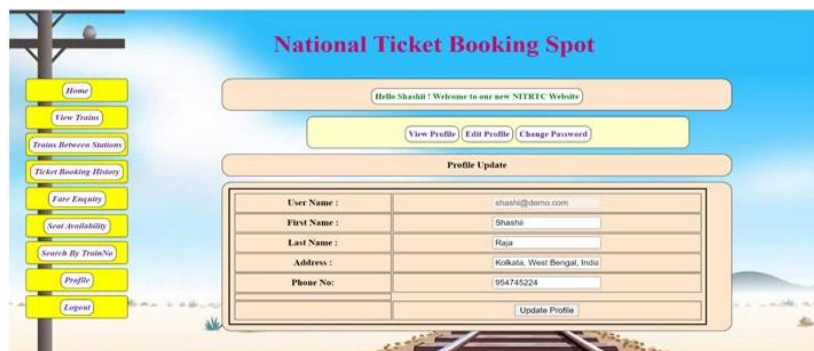 National Ticket Booking Spot
Hello Shashii ! Welcome to our new NITRTC Website
Home
View Trains
Trains Between Stations
Ticket Booking History
Fare Enquiry
Seat Availability
Search By TrainNo
Profile
Logout
View Profile Edit Profile Change Password
Profile Update
User Name : shashi@demo.com
First Name : Shashii
Last Name : Raja
Address : Kolkata, West Bengal, India
Phone No: 954745224
Update Profile